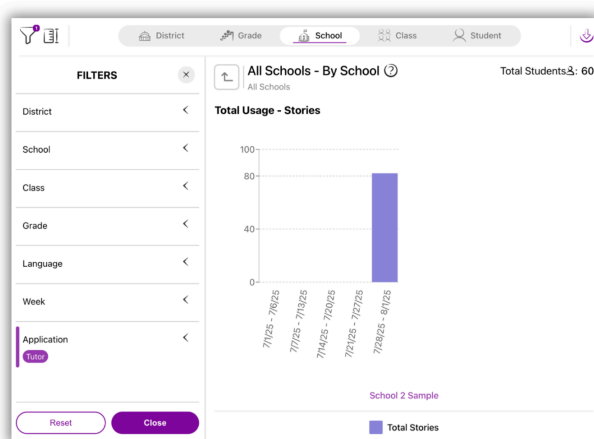 1
District
Grade
School
Class
Student
FILTERS
×
District
School
Class
Grade
Language
Week
Application
Tutor
Reset
Close
All Schools - By School
All Schools
Total Students: 60
Total Usage - Stories
100
80
40
0
7/1/25 - 7/6/25
7/7/25 - 7/13/25
7/14/25 - 7/20/25
7/21/25 - 7/27/25
7/28/25 - 8/1/25
School 2 Sample
Total Stories